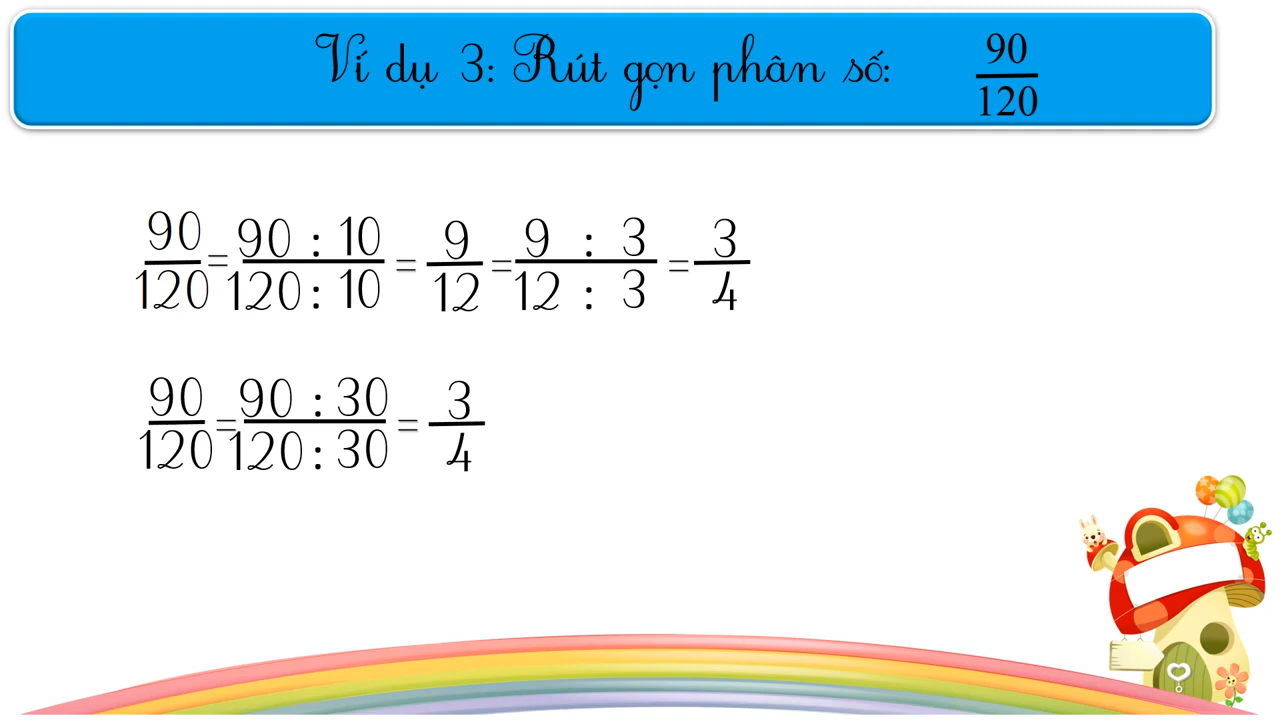 Ví dụ 3: Rút gọn phân số: 90/120
90/120 = 90 : 10/120 : 10 = 9/12 = 9 : 3/12 : 3 = 3/4
90/120 = 90 : 30/120 : 30 = 3/4